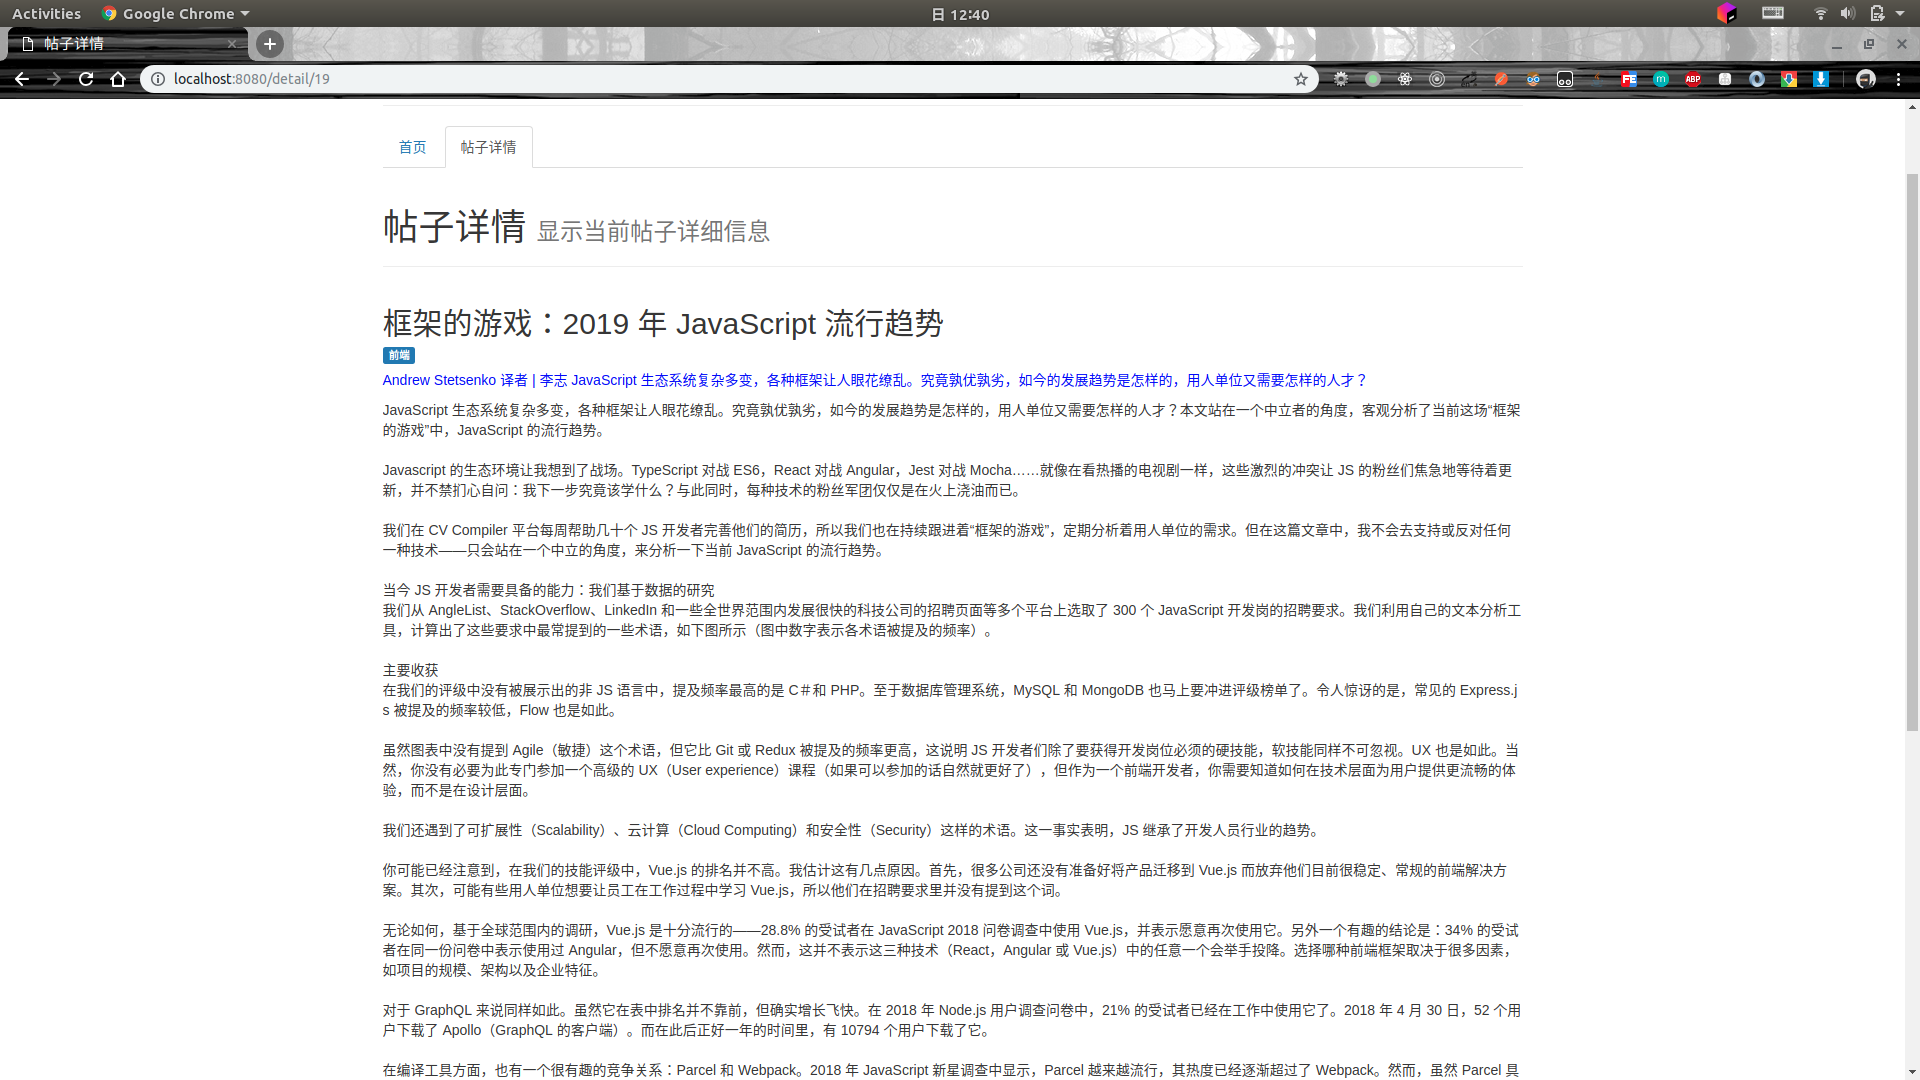 Activities
Google Chrome
日 12:40
帖子详情
localhost:8080/detail/19
FE
m
ABP
首页
帖子详情
帖子详情 显示当前帖子详细信息
框架的游戏：2019 年 JavaScript 流行趋势
前端
Andrew Stetsenko 译者 | 李志 JavaScript 生态系统复杂多变，各种框架让人眼花缭乱。究竟孰优孰劣，如今的发展趋势是怎样的，用人单位又需要怎样的人才？
JavaScript 生态系统复杂多变，各种框架让人眼花缭乱。究竟孰优孰劣，如今的发展趋势是怎样的，用人单位又需要怎样的人才？本文站在一个中立者的角度，客观分析了当前这场“框架
的游戏”中，JavaScript 的流行趋势。
Javascript 的生态环境让我想到了战场。TypeScript 对战 ES6，React 对战 Angular，Jest 对战 Mocha……就像在看热播的电视剧一样，这些激烈的冲突让 JS 的粉丝们焦急地等待着更
新，并不禁扪心自问：我下一步究竟该学什么？与此同时，每种技术的粉丝军团仅仅是在火上浇油而已。
我们在 CV Compiler 平台每周帮助几十个 JS 开发者完善他们的简历，所以我们也在持续跟进着“框架的游戏”，定期分析着用人单位的需求。但在这篇文章中，我不会去支持或反对任何
一种技术——只会站在一个中立的角度，来分析一下当前 JavaScript 的流行趋势。
当今 JS 开发者需要具备的能力：我们基于数据的研究
我们从 AngleList、StackOverflow、LinkedIn 和一些全世界范围内发展很快的科技公司的招聘页面等多个平台上选取了 300 个 JavaScript 开发岗的招聘要求。我们利用自己的文本分析工
具，计算出了这些要求中最常提到的一些术语，如下图所示（图中数字表示各术语被提及的频率）。
主要收获
在我们的评级中没有被展示出的非 JS 语言中，提及频率最高的是 C＃和 PHP。至于数据库管理系统，MySQL 和 MongoDB 也马上要冲进评级榜单了。令人惊讶的是，常见的 Express.j
s 被提及的频率较低，Flow 也是如此。
虽然图表中没有提到 Agile（敏捷）这个术语，但它比 Git 或 Redux 被提及的频率更高，这说明 JS 开发者们除了要获得开发岗位必须的硬技能，软技能同样不可忽视。UX 也是如此。当
然，你没有必要为此专门参加一个高级的 UX（User experience）课程（如果可以参加的话自然就更好了），但作为一个前端开发者，你需要知道如何在技术层面为用户提供更流畅的体
验，而不是在设计层面。
我们还遇到了可扩展性（Scalability）、云计算（Cloud Computing）和安全性（Security）这样的术语。这一事实表明，JS 继承了开发人员行业的趋势。
你可能已经注意到，在我们的技能评级中，Vue.js 的排名并不高。我估计这有几点原因。首先，很多公司还没有准备好将产品迁移到 Vue.js 而放弃他们目前很稳定、常规的前端解决方
案。其次，可能有些用人单位想要让员工在工作过程中学习 Vue.js，所以他们在招聘要求里并没有提到这个词。
无论如何，基于全球范围内的调研，Vue.js 是十分流行的——28.8% 的受试者在 JavaScript 2018 问卷调查中使用 Vue.js，并表示愿意再次使用它。另外一个有趣的结论是：34% 的受试
者在同一份问卷中表示使用过 Angular，但不愿意再次使用。然而，这并不表示这三种技术（React，Angular 或 Vue.js）中的任意一个会举手投降。选择哪种前端框架取决于很多因素，
如项目的规模、架构以及企业特征。
对于 GraphQL 来说同样如此。虽然它在表中排名并不靠前，但确实增长飞快。在 2018 年 Node.js 用户调查问卷中，21% 的受试者已经在工作中使用它了。2018 年 4 月 30 日，52 个用
户下载了 Apollo（GraphQL 的客户端）。而在此后正好一年的时间里，有 10794 个用户下载了它。
在编译工具方面，也有一个很有趣的竞争关系：Parcel 和 Webpack。2018 年 JavaScript 新星调查中显示，Parcel 越来越流行，其热度已经逐渐超过了 Webpack。然而，虽然 Parcel 具